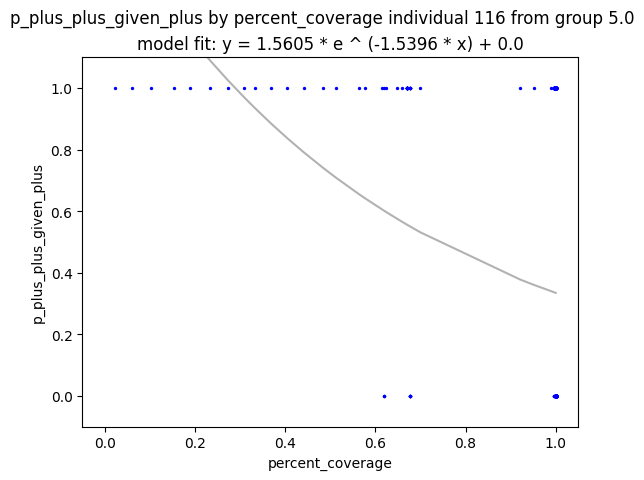 p_plus_plus_given_plus by percent_coverage individual 116 from group 5.0
model fit: y = 1.5605 * e ^ (-1.5396 * x) + 0.0
1.0
0.8
0.6
0.4
0.2
0.0
p_plus_plus_given_plus
0.0 0.2 0.4 0.6 0.8 1.0
percent_coverage